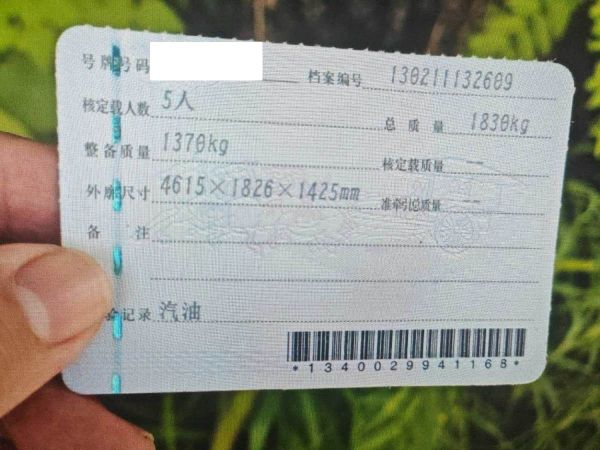 号牌号码 档案编号 130211132609
核定载人数 5人 总质量 1830kg
整备质量 1370kg 核定载质量 --
外廓尺寸 4615×1826×1425mm 准牵引总质量 --
备注
记录 汽油
*1340029941168*